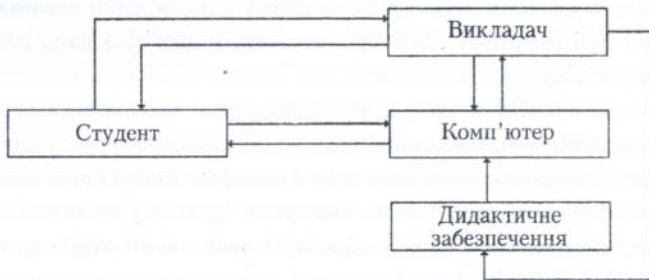 Викладач
Студент
Комп’ютер
Дидактичне
забезпечення